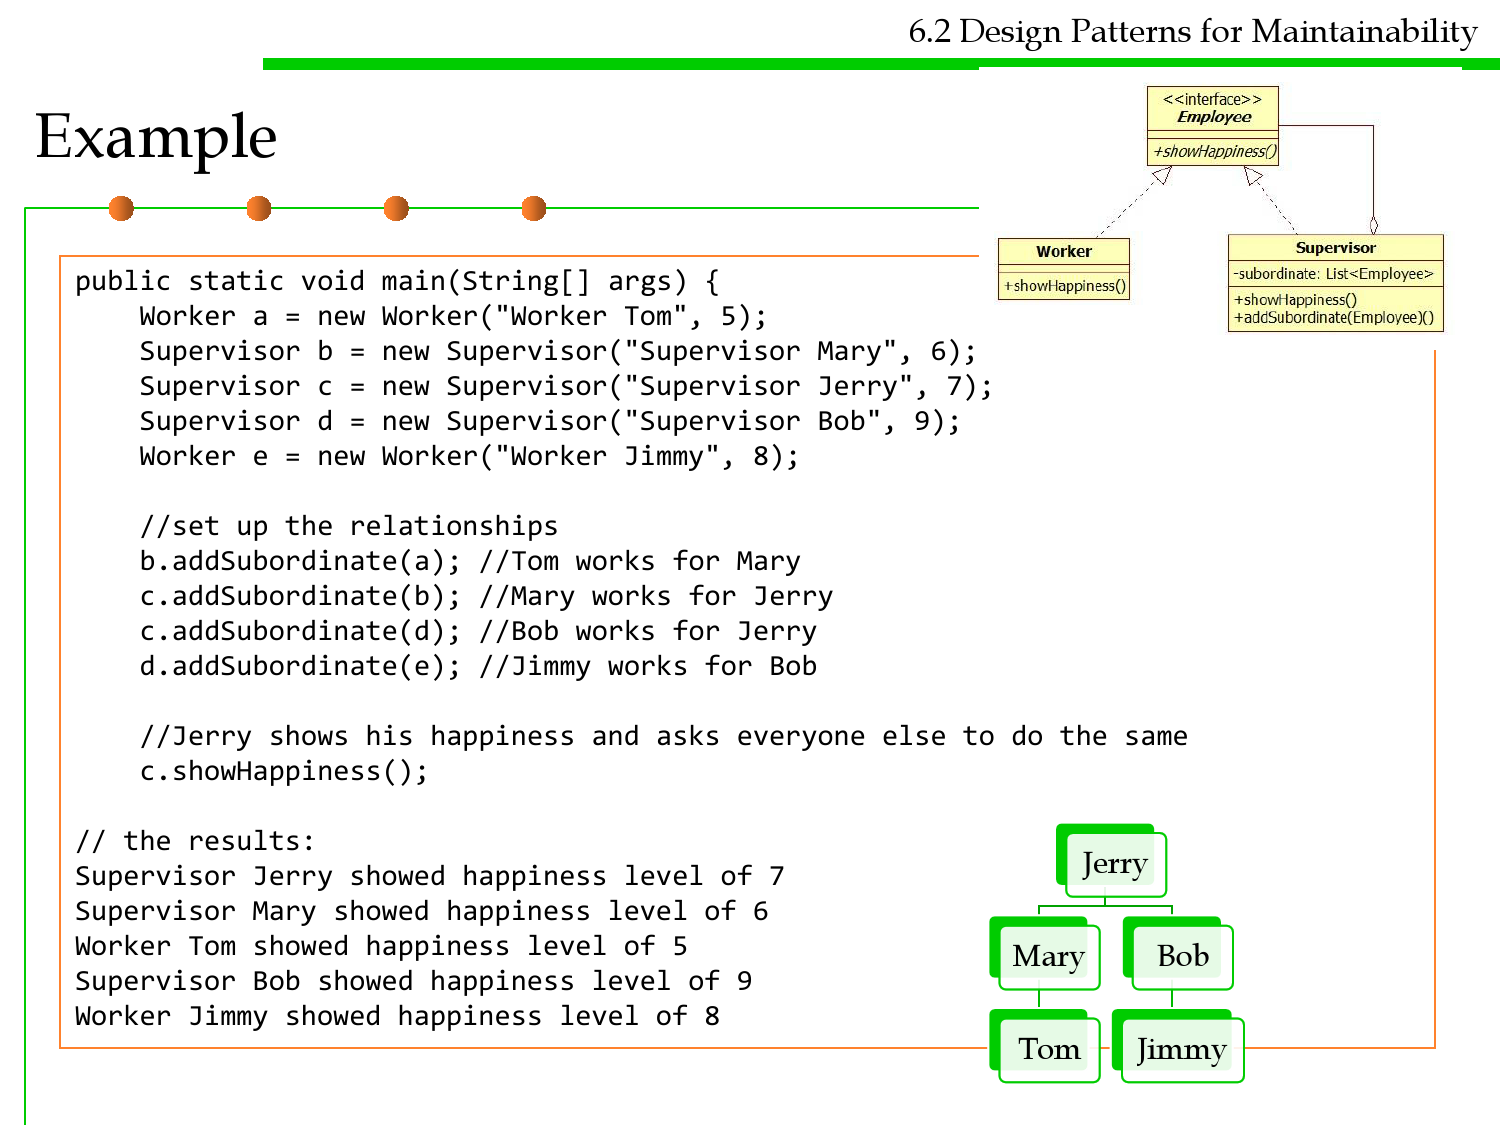 6.2 Design Patterns for Maintainability
Example
<<interface>>
Employee
+showHappiness()
Worker
+showHappiness()
Supervisor
-subordinate: List<Employee>
+showHappiness()
+addSubordinate(Employee)()
public static void main(String[] args) {
    Worker a = new Worker("Worker Tom", 5);
    Supervisor b = new Supervisor("Supervisor Mary", 6);
    Supervisor c = new Supervisor("Supervisor Jerry", 7);
    Supervisor d = new Supervisor("Supervisor Bob", 9);
    Worker e = new Worker("Worker Jimmy", 8);
    //set up the relationships
    b.addSubordinate(a); //Tom works for Mary
    c.addSubordinate(b); //Mary works for Jerry
    c.addSubordinate(d); //Bob works for Jerry
    d.addSubordinate(e); //Jimmy works for Bob
    //Jerry shows his happiness and asks everyone else to do the same
    c.showHappiness();
// the results:
Supervisor Jerry showed happiness level of 7
Supervisor Mary showed happiness level of 6
Worker Tom showed happiness level of 5
Supervisor Bob showed happiness level of 9
Worker Jimmy showed happiness level of 8
Jerry
Mary
Bob
Tom
Jimmy